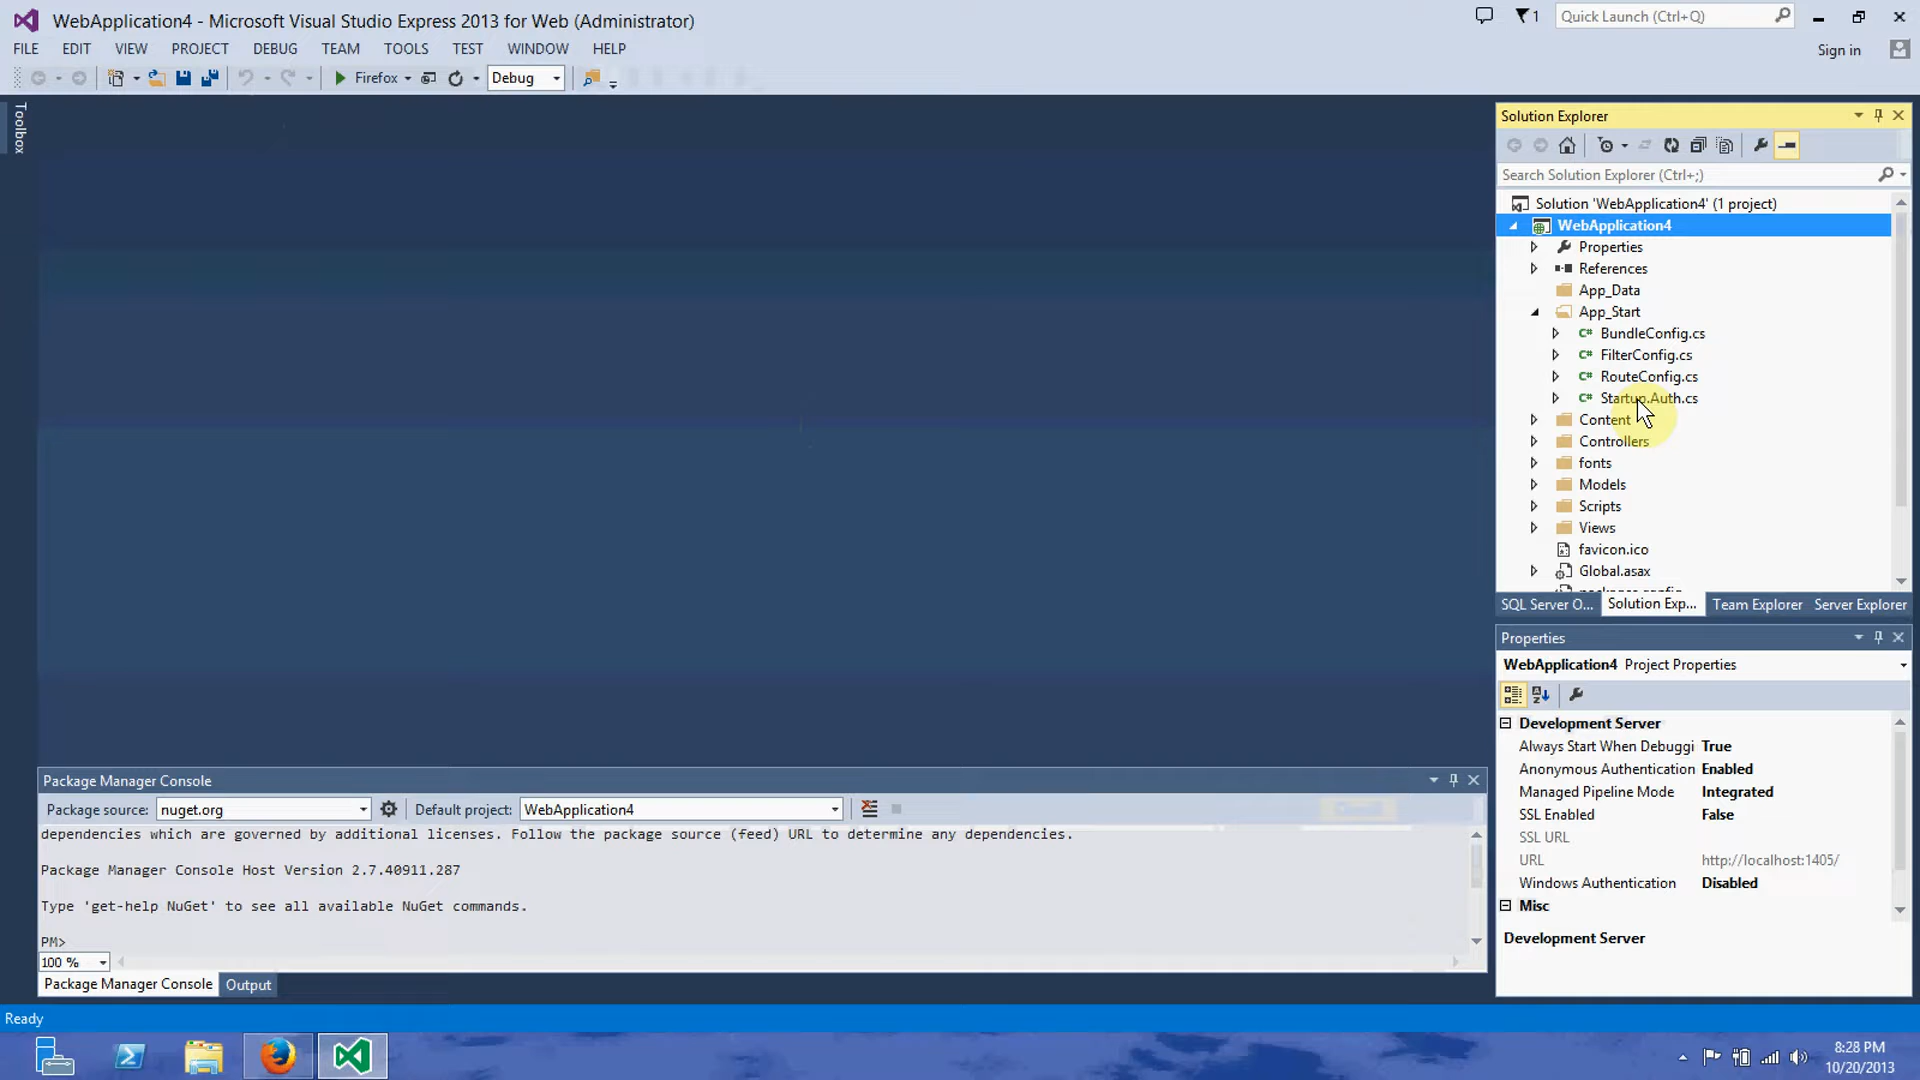 WebApplication4 - Microsoft Visual Studio Express 2013 for Web (Administrator)
1
Quick Launch (Ctrl+Q)
FILE EDIT VIEW PROJECT DEBUG TEAM TOOLS TEST WINDOW HELP
Sign in
Firefox Debug
Toolbox
Solution Explorer
Search Solution Explorer (Ctrl+;)
Solution 'WebApplication4' (1 project)
WebApplication4
Properties
References
App_Data
App_Start
C# BundleConfig.cs
C# FilterConfig.cs
C# RouteConfig.cs
C# Startup.Auth.cs
Content
Controllers
fonts
Models
Scripts
Views
favicon.ico
Global.asax
packages.config
SQL Server O... Solution Exp... Team Explorer Server Explorer
Properties
WebApplication4 Project Properties
Development Server
Always Start When Debuggi True
Anonymous Authentication Enabled
Managed Pipeline Mode Integrated
SSL Enabled False
SSL URL
URL http://localhost:1405/
Windows Authentication Disabled
Misc
Development Server
Package Manager Console
Package source: nuget.org Default project: WebApplication4
dependencies which are governed by additional licenses. Follow the package source (feed) URL to determine any dependencies.
Package Manager Console Host Version 2.7.40911.287
Type 'get-help NuGet' to see all available NuGet commands.
PM>
100 %
Package Manager Console Output
Ready
8:28 PM
10/20/2013